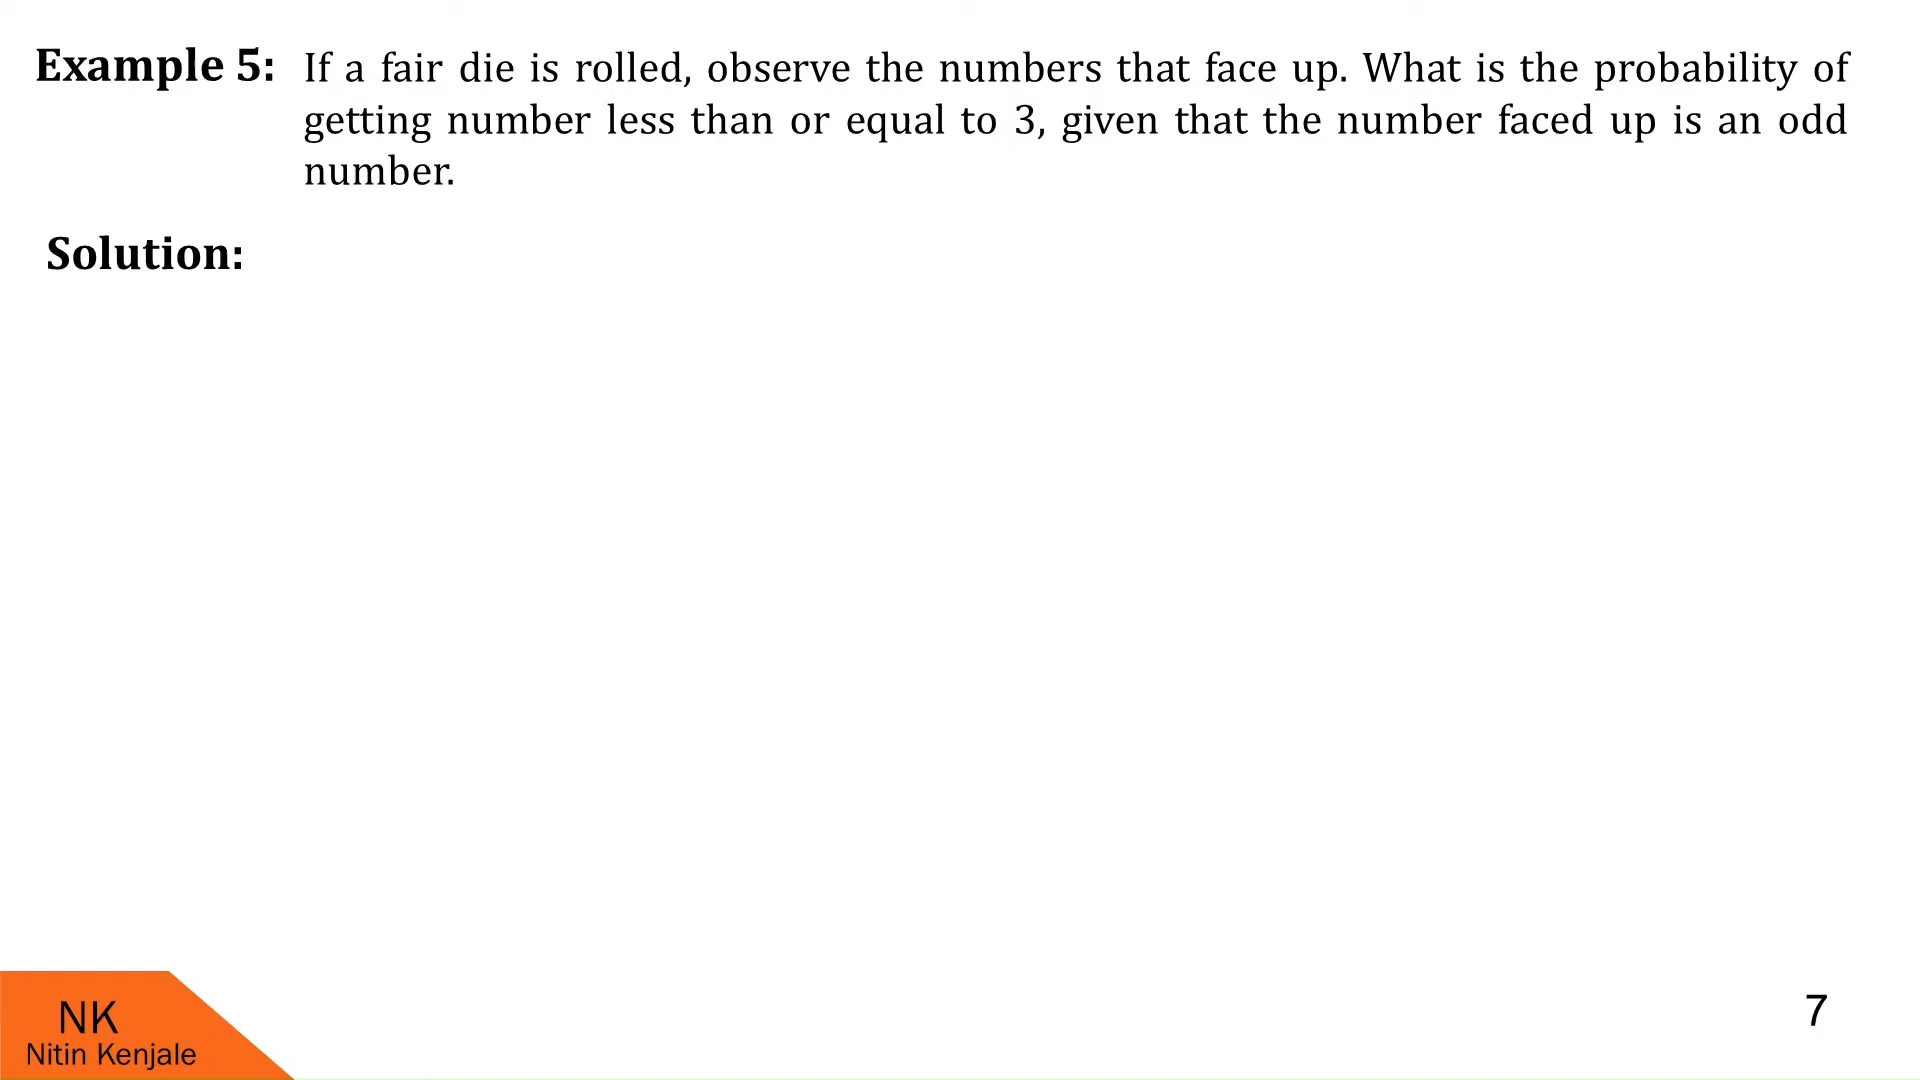 Example 5: If a fair die is rolled, observe the numbers that face up. What is the probability of
getting number less than or equal to 3, given that the number faced up is an odd
number.
Solution:
NK
Nitin Kenjale
7